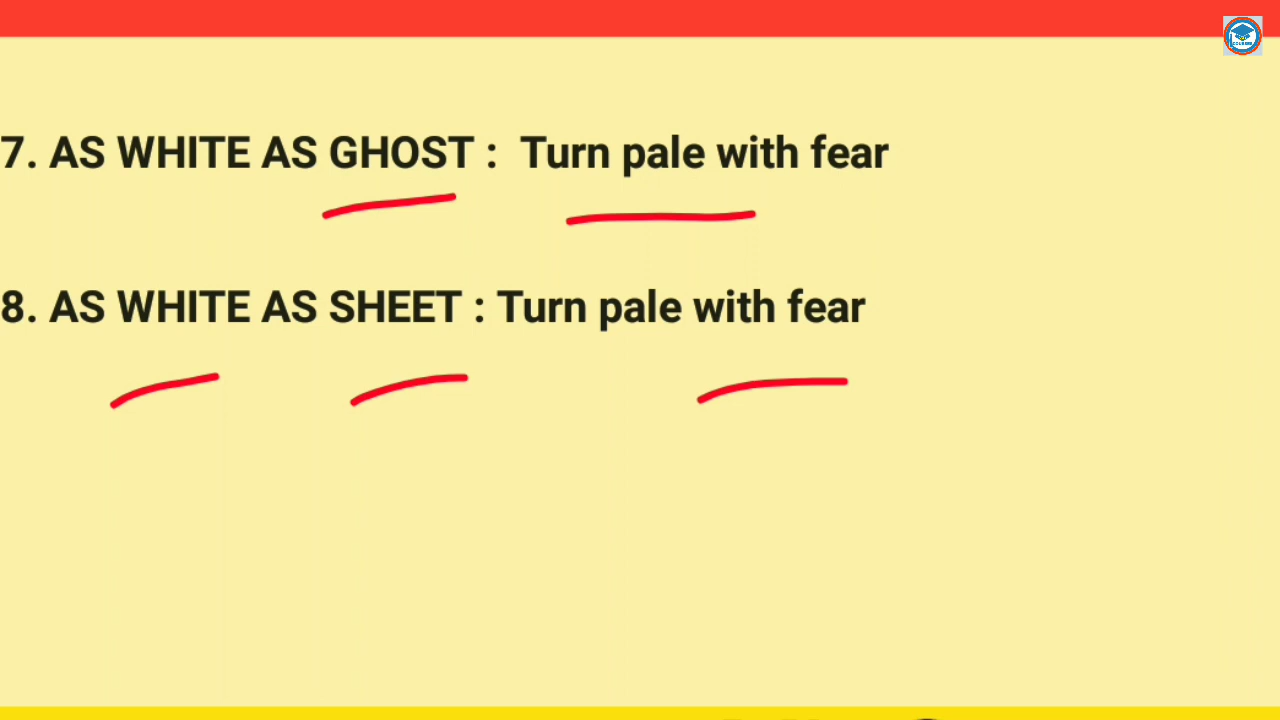 7. AS WHITE AS GHOST : Turn pale with fear
8. AS WHITE AS SHEET : Turn pale with fear